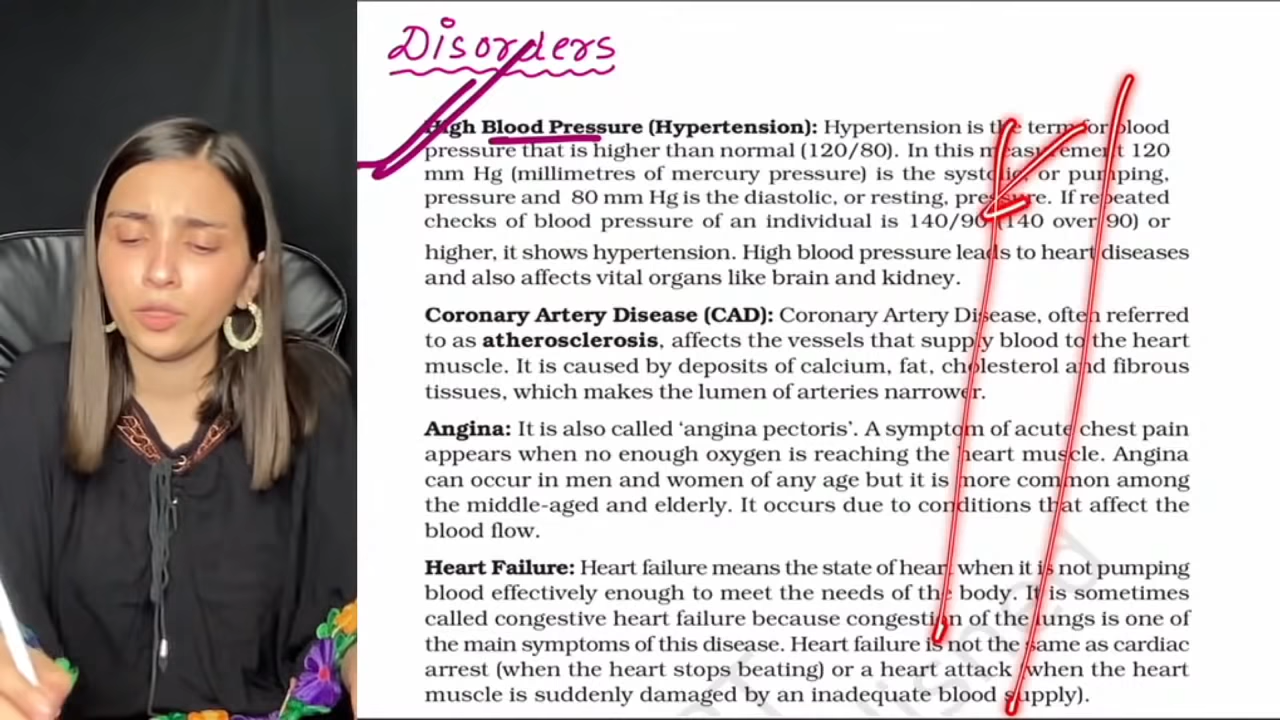 Disorders
High Blood Pressure (Hypertension): Hypertension is the term for blood
pressure that is higher than normal (120/80). In this measurement 120
mm Hg (millimetres of mercury pressure) is the systolic, or pumping,
pressure and 80 mm Hg is the diastolic, or resting, pressure. If repeated
checks of blood pressure of an individual is 140/90 (140 over 90) or
higher, it shows hypertension. High blood pressure leads to heart diseases
and also affects vital organs like brain and kidney.
Coronary Artery Disease (CAD): Coronary Artery Disease, often referred
to as atherosclerosis, affects the vessels that supply blood to the heart
muscle. It is caused by deposits of calcium, fat, cholesterol and fibrous
tissues, which makes the lumen of arteries narrower.
Angina: It is also called ‘angina pectoris’. A symptom of acute chest pain
appears when no enough oxygen is reaching the heart muscle. Angina
can occur in men and women of any age but it is more common among
the middle-aged and elderly. It occurs due to conditions that affect the
blood flow.
Heart Failure: Heart failure means the state of heart when it is not pumping
blood effectively enough to meet the needs of the body. It is sometimes
called congestive heart failure because congestion of the lungs is one of
the main symptoms of this disease. Heart failure is not the same as cardiac
arrest (when the heart stops beating) or a heart attack (when the heart
muscle is suddenly damaged by an inadequate blood supply).